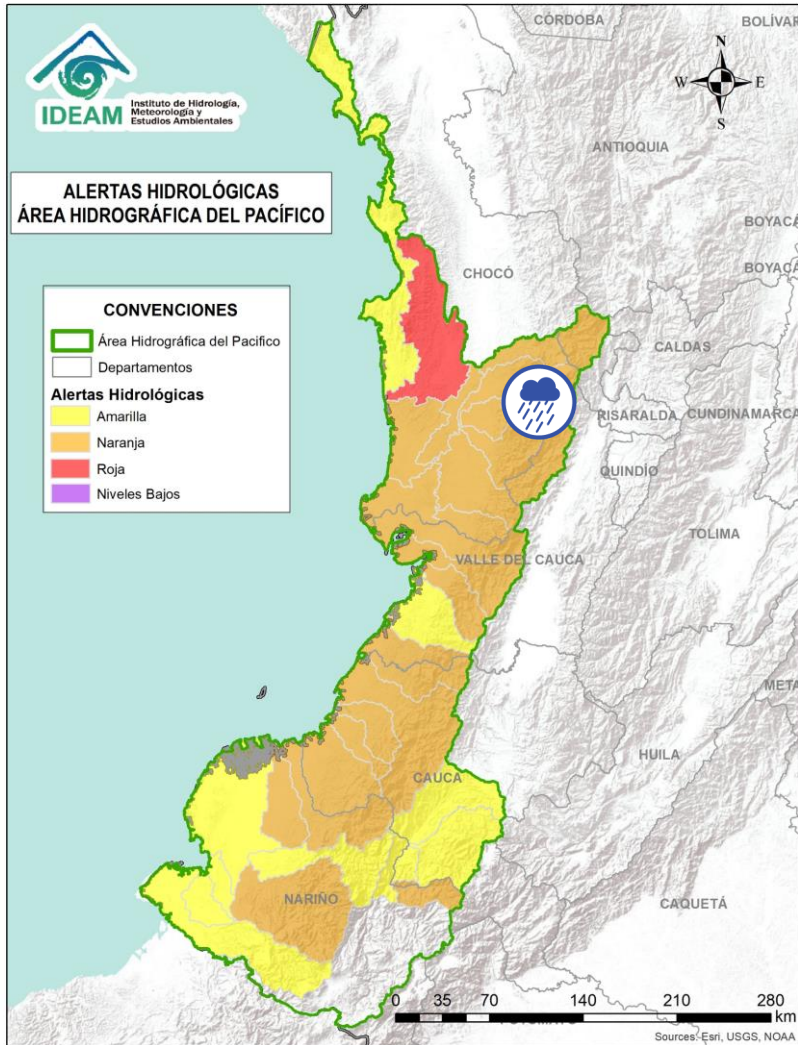 CÓRDOBA
BOLÍVAR
N
W E
S
IDEAM
Instituto de Hidrología,
Meteorología y
Estudios Ambientales
ANTIOQUIA
ALERTAS HIDROLÓGICAS
ÁREA HIDROGRÁFICA DEL PACÍFICO
BOYACÁ
BOYACÁ
CHOCÓ
CONVENCIONES
Área Hidrográfica del Pacifico
Departamentos
Alertas Hidrológicas
Amarilla
Naranja
Roja
Niveles Bajos
CALDAS
RISARALDA
CUNDINAMARCA
QUINDÍO
TOLIMA
VALLE DEL CAUCA
META
HUILA
CAUCA
NARIÑO
CAQUETÁ
0 35 70 140 210 280
km
Sources: Esri, USGS, NOAA